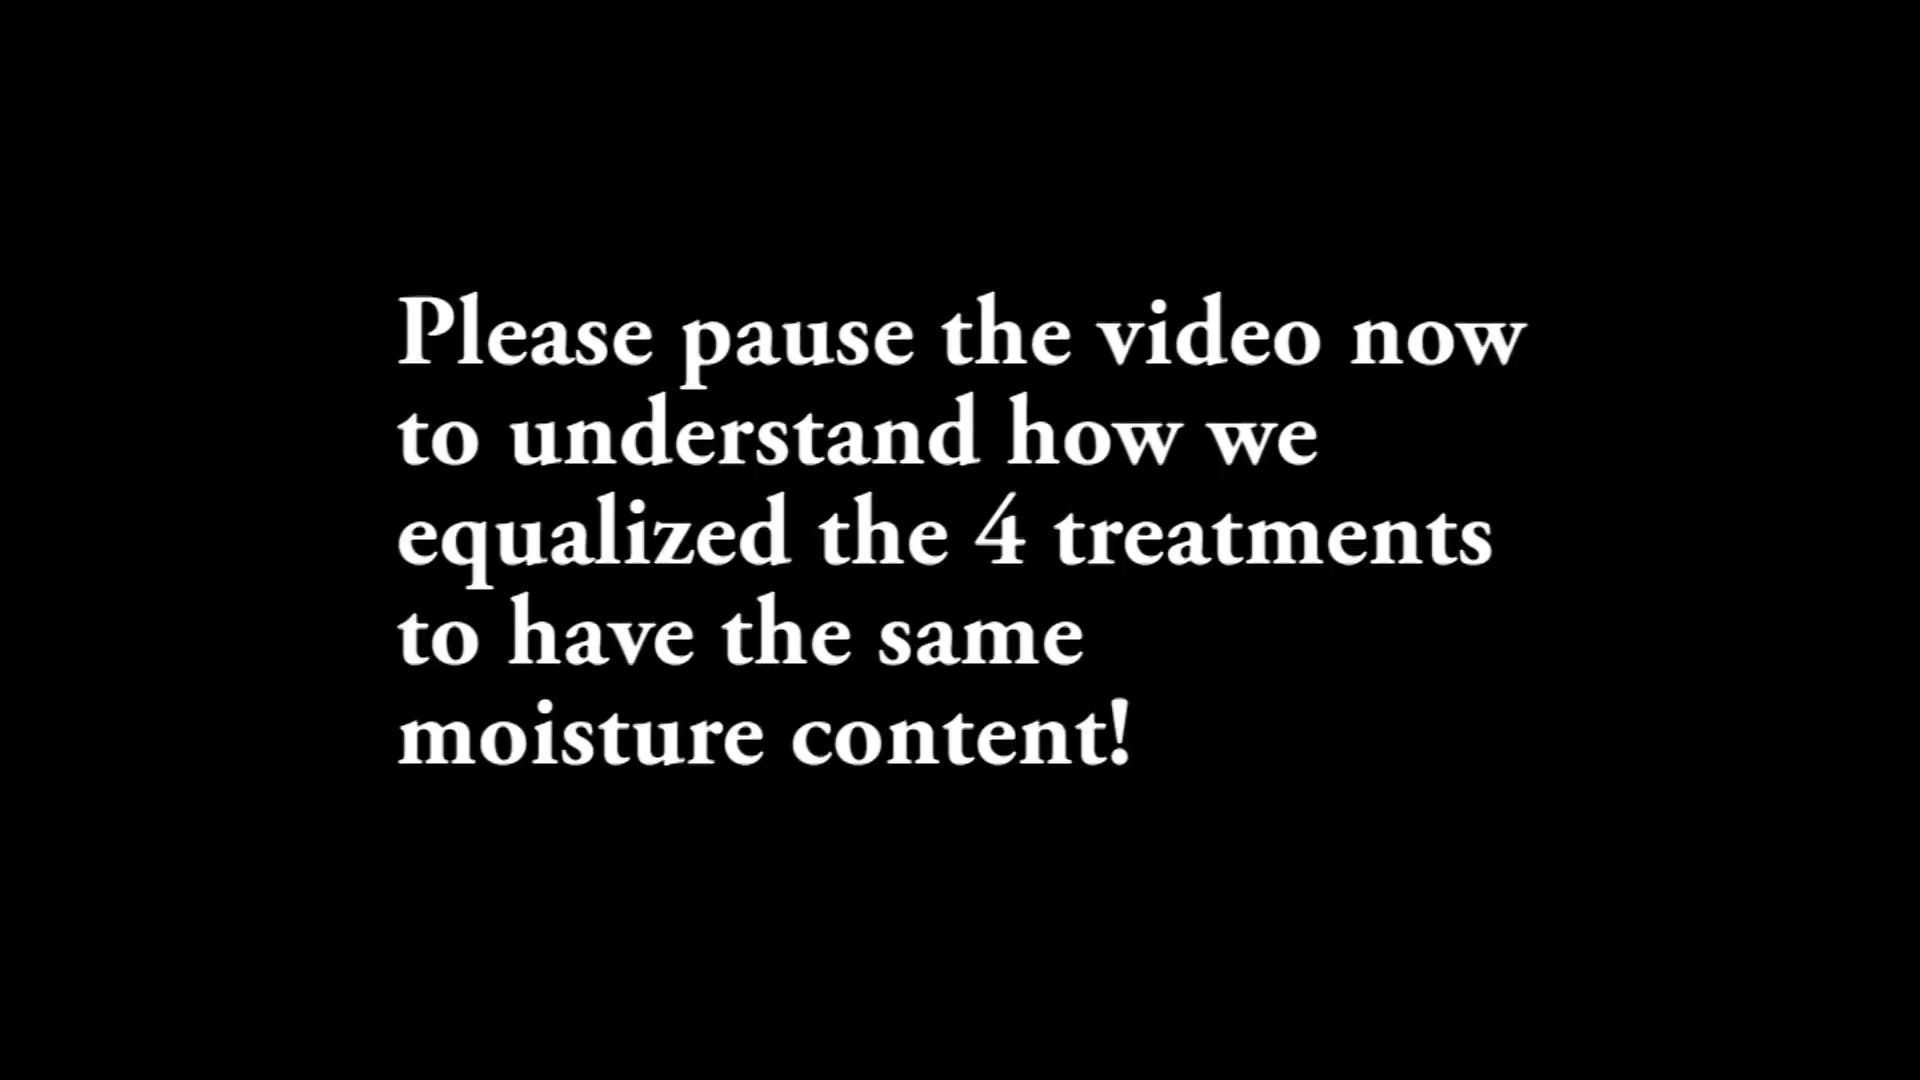 Please pause the video now
to understand how we
equalized the 4 treatments
to have the same
moisture content!